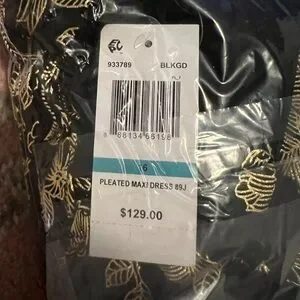 933789 BLKGD
6
PLEATED MAXI DRESS 89J
$129.00